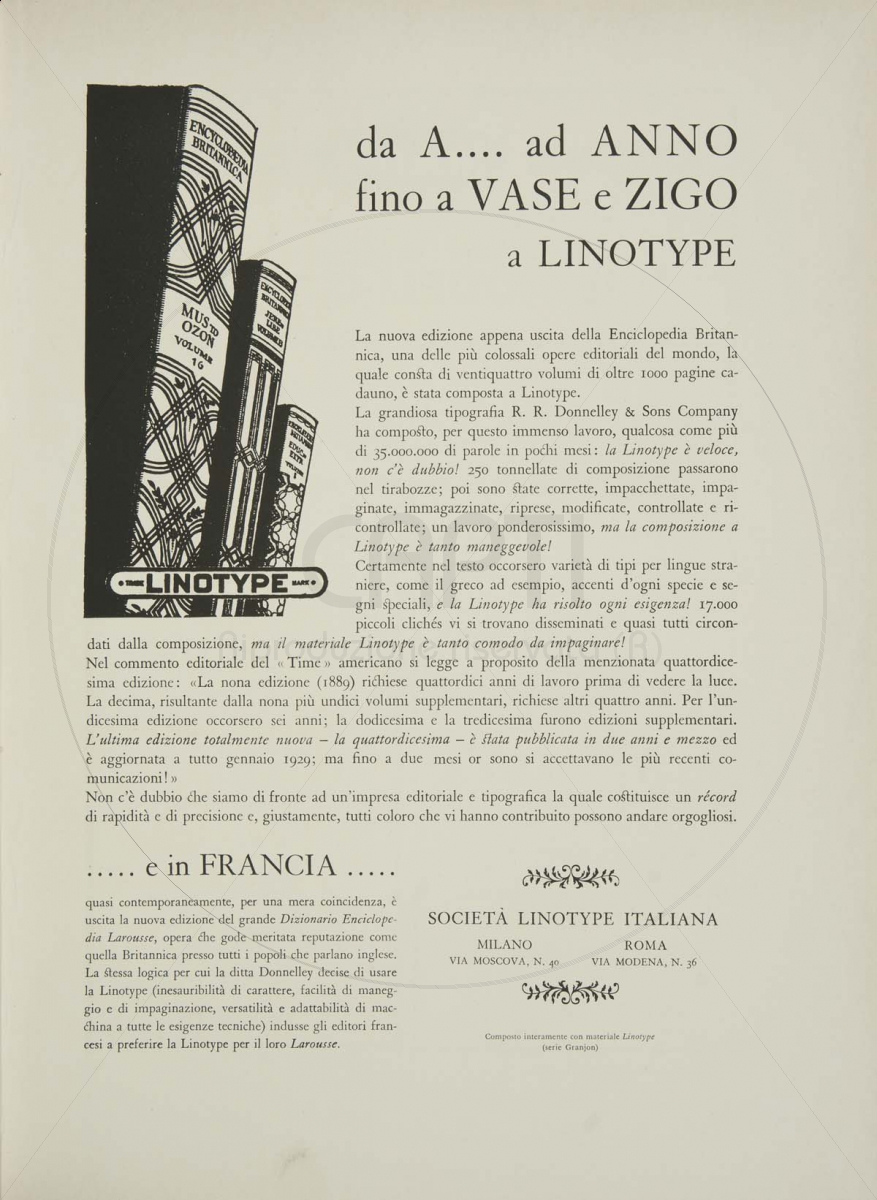 ENCYCLOPÆDIA
BRITANNICA
MUS TO
OZON
VOLUME
16
ENCYCLOPÆDIA
BRITANNICA
VOLUME
LINOTYPE
TRADE
MARK
da A.... ad ANNO
fino a VASE e ZIGO
a LINOTYPE
La nuova edizione appena uscita della Enciclopedia Britan-
nica, una delle più colossali opere editoriali del mondo, la
quale consta di ventiquattro volumi di oltre 1000 pagine ca-
dauno, è stata composta a Linotype.
La grandiosa tipografia R. R. Donnelley & Sons Company
ha composto, per questo immenso lavoro, qualcosa come più
di 35.000.000 di parole in pochi mesi: la Linotype è veloce,
non c'è dubbio! 250 tonnellate di composizione passarono
nel tirabozze; poi sono state corrette, impacchettate, impa-
ginate, immagazzinate, riprese, modificate, controllate e ri-
controllate; un lavoro ponderosissimo, ma la composizione a
Linotype è tanto maneggevole!
Certamente nel testo occorsero varietà di tipi per lingue stra-
niere, come il greco ad esempio, accenti d'ogni specie e se-
gni speciali, e la Linotype ha risolto ogni esigenza! 17.000
piccoli clichés vi si trovano disseminati e quasi tutti circon-
dati dalla composizione, ma il materiale Linotype è tanto comodo da impaginare!
Nel commento editoriale del «Time» americano si legge a proposito della menzionata quattordice-
sima edizione: «La nona edizione (1889) richiese quattordici anni di lavoro prima di vedere la luce.
La decima, risultante dalla nona più undici volumi supplementari, richiese altri quattro anni. Per l'un-
dicesima edizione occorsero sei anni; la dodicesima e la tredicesima furono edizioni supplementari.
L'ultima edizione totalmente nuova – la quattordicesima – è stata pubblicata in due anni e mezzo ed
è aggiornata a tutto gennaio 1929; ma fino a due mesi or sono si accettavano le più recenti co-
municazioni!»
Non c'è dubbio che siamo di fronte ad un'impresa editoriale e tipografica la quale costituisce un récord
di rapidità e di precisione e, giustamente, tutti coloro che vi hanno contribuito possono andare orgogliosi.
..... e in FRANCIA .....
quasi contemporaneamente, per una mera coincidenza, è
uscita la nuova edizione del grande Dizionario Enciclope-
dia Larousse, opera che gode meritata reputazione come
quella Britannica presso tutti i popoli che parlano inglese.
La stessa logica per cui la ditta Donnelley decise di usare
la Linotype (inesauribilità di carattere, facilità di maneg-
gio e di impaginazione, versatilità e adattabilità di mac-
china a tutte le esigenze tecniche) indusse gli editori fran-
cesi a preferire la Linotype per il loro Larousse.
SOCIETÀ LINOTYPE ITALIANA
MILANO ROMA
VIA MOSCOVA, N. 40 VIA MODENA, N. 36
Composto interamente con materiale Linotype
(serie Granjon)